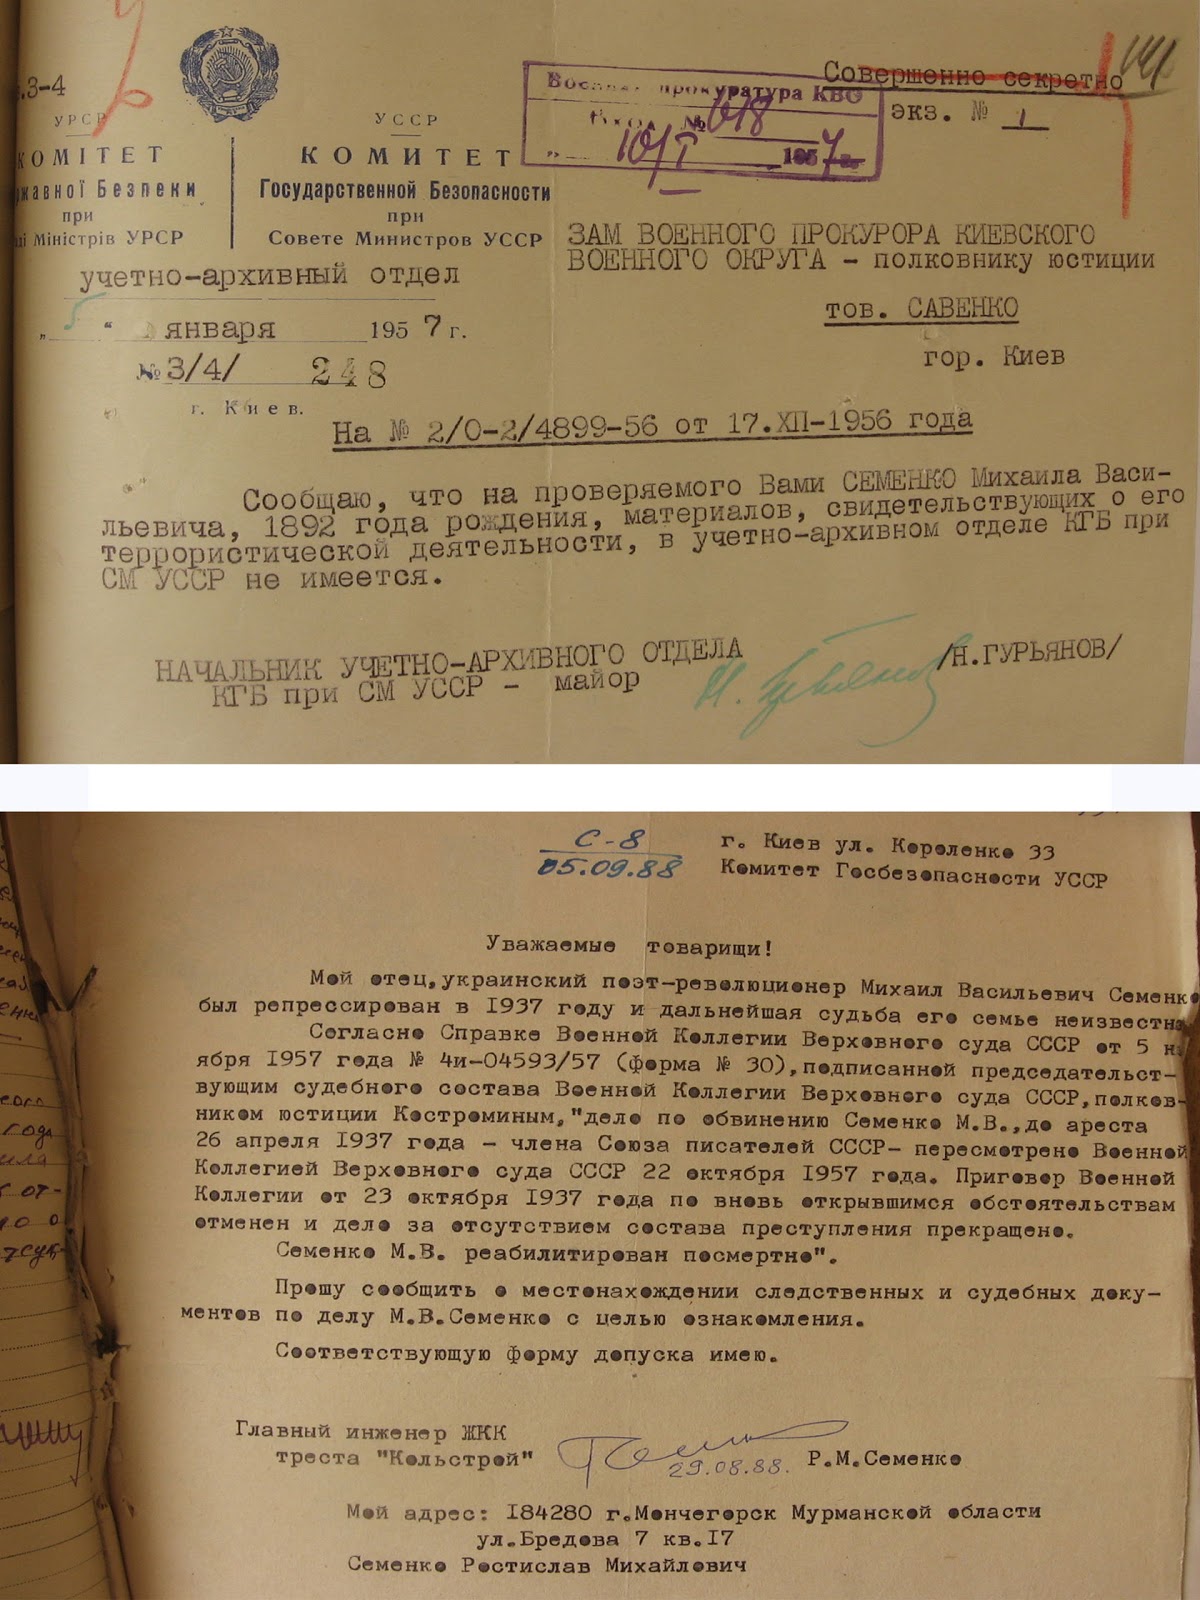 3-4
УРСР
КОМІТЕТ
Державної Безпеки
при
Раді Міністрів УРСР
УССР
КОМИТЕТ
Государственной Безопасности
при
Совете Министров УССР
учетно-архивный отдел
„ 5 “ января 1957 г.
№ 3/4/ 248
г. Киев.
Военная прокуратура КВО
Вход. № 618
„ 10/I 1957 г.
Совершенно секретно
экз. № 1
ЗАМ ВОЕННОГО ПРОКУРОРА КИЕВСКОГО
ВОЕННОГО ОКРУГА – полковнику юстиции
тов. САВЕНКО
гор. Киев
На № 2/0-2/4899-56 от 17.XП-1956 года
Сообщаю, что на проверяемого Вами СЕМЕНКО Михаила Васи-
льевича, 1892 года рождения, материалов, свидетельствующих о его
террористической деятельности, в учетно-архивном отделе КГБ при
СМ УССР не имеется.
НАЧАЛЬНИК УЧЕТНО-АРХИВНОГО ОТДЕЛА
КГБ при СМ УССР – майор
/Н.ГУРЬЯНОВ/
С-8
05.09.88
г. Киев ул. Короленко 33
Комитет Госбезопасности УССР
Уважаемые товарищи!
Мой отец,украинский поэт-революционер Михаил Васильевич Семенко
был репрессирован в 1937 году и дальнейшая судьба его семье неизвестна
Согласно Справке Военной Коллегии Верховного суда СССР от 5 н
ября 1957 года № 4и-04593/57 (форма № 30),подписанной председательст-
вующим судебного состава Военной Коллегии Верховного суда СССР,полков-
ником юстиции Костроминым,"дело по обвинению Семенко М.В.,до ареста
26 апреля 1937 года – члена Союза писателей СССР- пересмотрено Военной
Коллегией Верховного суда СССР 22 октября 1957 года. Приговор Военной
Коллегии от 23 октября 1937 года по вновь открывшимся обстоятельствам
отменен и дело за отсутствием состава преступления прекращено.
Семенко М.В. реабилитирован посмертно".
Прошу сообщить о местонахождении следственных и судебных доку-
ментов по делу М.В.Семенко с целью ознакомления.
Соответствующую форму допуска имею.
Главный инженер ЖКК
треста "Кольстрой"
29.08.88.
Р.М.Семенко
Мой адрес: 184280 г.Мончегорск Мурманской области
ул.Бредова 7 кв.17
Семенко Ростислав Михайлович